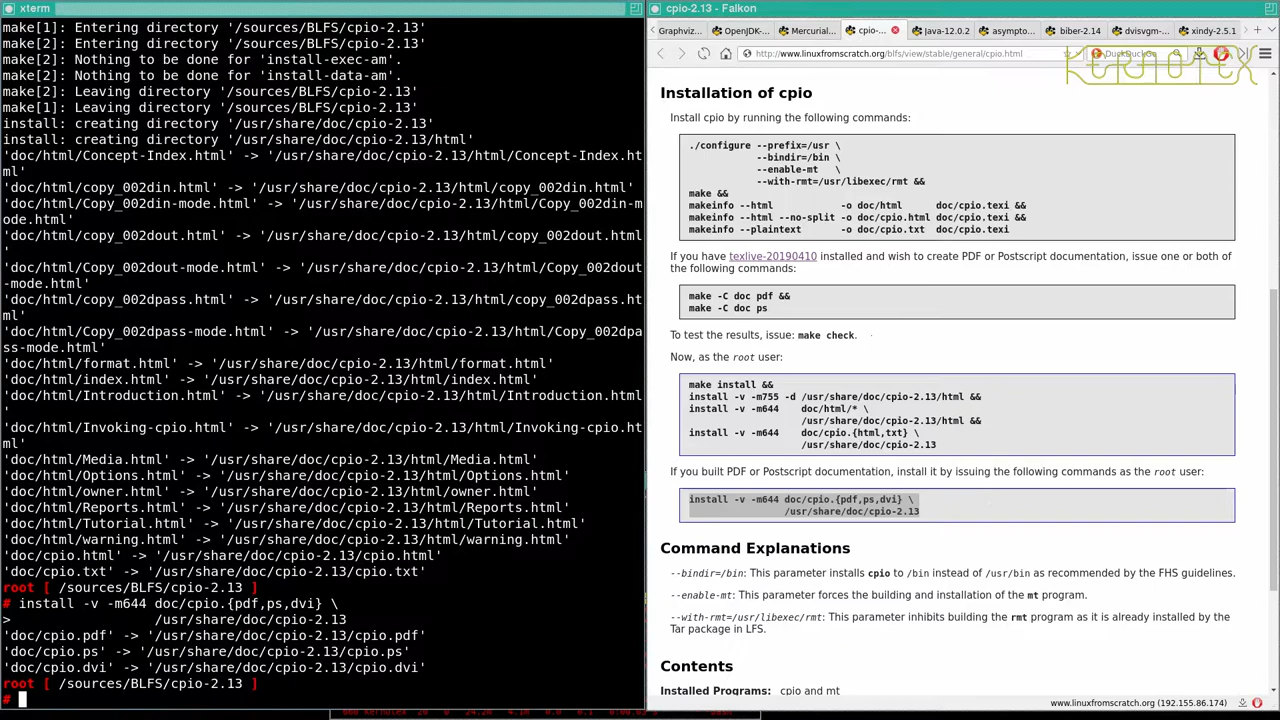 xterm
make[1]: Entering directory '/sources/BLFS/cpio-2.13'
make[2]: Entering directory '/sources/BLFS/cpio-2.13'
make[2]: Nothing to be done for 'install-exec-am'.
make[2]: Nothing to be done for 'install-data-am'.
make[2]: Leaving directory '/sources/BLFS/cpio-2.13'
make[1]: Leaving directory '/sources/BLFS/cpio-2.13'
install: creating directory '/usr/share/doc/cpio-2.13'
install: creating directory '/usr/share/doc/cpio-2.13/html'
'doc/html/Concept-Index.html' -> '/usr/share/doc/cpio-2.13/html/Concept-Index.ht
ml'
'doc/html/copy_002din.html' -> '/usr/share/doc/cpio-2.13/html/copy_002din.html'
'doc/html/Copy_002din-mode.html' -> '/usr/share/doc/cpio-2.13/html/Copy_002din-m
ode.html'
'doc/html/copy_002dout.html' -> '/usr/share/doc/cpio-2.13/html/copy_002dout.html
'
'doc/html/Copy_002dout-mode.html' -> '/usr/share/doc/cpio-2.13/html/Copy_002dout
-mode.html'
'doc/html/copy_002dpass.html' -> '/usr/share/doc/cpio-2.13/html/copy_002dpass.ht
ml'
'doc/html/Copy_002dpass-mode.html' -> '/usr/share/doc/cpio-2.13/html/Copy_002dpa
ss-mode.html'
'doc/html/format.html' -> '/usr/share/doc/cpio-2.13/html/format.html'
'doc/html/index.html' -> '/usr/share/doc/cpio-2.13/html/index.html'
'doc/html/Introduction.html' -> '/usr/share/doc/cpio-2.13/html/Introduction.html
'
'doc/html/Invoking-cpio.html' -> '/usr/share/doc/cpio-2.13/html/Invoking-cpio.ht
ml'
'doc/html/Media.html' -> '/usr/share/doc/cpio-2.13/html/Media.html'
'doc/html/Options.html' -> '/usr/share/doc/cpio-2.13/html/Options.html'
'doc/html/owner.html' -> '/usr/share/doc/cpio-2.13/html/owner.html'
'doc/html/Reports.html' -> '/usr/share/doc/cpio-2.13/html/Reports.html'
'doc/html/Tutorial.html' -> '/usr/share/doc/cpio-2.13/html/Tutorial.html'
'doc/html/warning.html' -> '/usr/share/doc/cpio-2.13/html/warning.html'
'doc/cpio.html' -> '/usr/share/doc/cpio-2.13/cpio.html'
'doc/cpio.txt' -> '/usr/share/doc/cpio-2.13/cpio.txt'
root [ /sources/BLFS/cpio-2.13 ]
# install -v -m644 doc/cpio.{pdf,ps,dvi} \
> /usr/share/doc/cpio-2.13
'doc/cpio.pdf' -> '/usr/share/doc/cpio-2.13/cpio.pdf'
'doc/cpio.ps' -> '/usr/share/doc/cpio-2.13/cpio.ps'
'doc/cpio.dvi' -> '/usr/share/doc/cpio-2.13/cpio.dvi'
root [ /sources/BLFS/cpio-2.13 ]
#
cpio-2.13 - Falkon
Graphviz... OpenJDK-... Mercurial... cpio-... Java-12.0.2 asympto... biber-2.14 dvisvgm-... xindy-2.5.1
http://www.linuxfromscratch.org/blfs/view/stable/general/cpio.html DuckDuckGo
KERNOTEX
Installation of cpio
Install cpio by running the following commands:
./configure --prefix=/usr \
--bindir=/bin \
--enable-mt \
--with-rmt=/usr/libexec/rmt &&
make &&
makeinfo --html -o doc/html doc/cpio.texi &&
makeinfo --html --no-split -o doc/cpio.html doc/cpio.texi &&
makeinfo --plaintext -o doc/cpio.txt doc/cpio.texi
If you have texlive-20190410 installed and wish to create PDF or Postscript documentation, issue one or both of
the following commands:
make -C doc pdf &&
make -C doc ps
To test the results, issue: make check.
Now, as the root user:
make install &&
install -v -m755 -d /usr/share/doc/cpio-2.13/html &&
install -v -m644 doc/html/* \
/usr/share/doc/cpio-2.13/html &&
install -v -m644 doc/cpio.{html,txt} \
/usr/share/doc/cpio-2.13
If you built PDF or Postscript documentation, install it by issuing the following commands as the root user:
install -v -m644 doc/cpio.{pdf,ps,dvi} \
/usr/share/doc/cpio-2.13
Command Explanations
--bindir=/bin: This parameter installs cpio to /bin instead of /usr/bin as recommended by the FHS guidelines.
--enable-mt: This parameter forces the building and installation of the mt program.
--with-rmt=/usr/libexec/rmt: This parameter inhibits building the rmt program as it is already installed by the
Tar package in LFS.
Contents
Installed Programs: cpio and mt
www.linuxfromscratch.org (192.155.86.174)